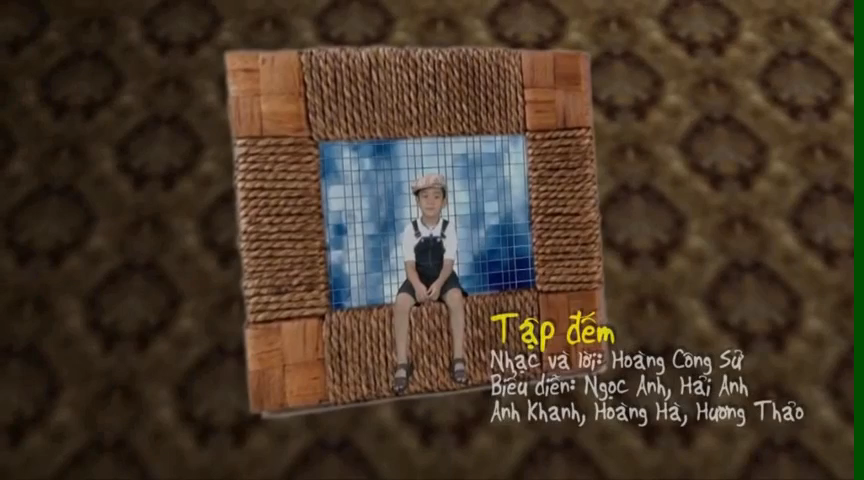 Tập đếm
Nhạc và lời: Hoàng Công Sử
Biểu diễn: Ngọc Anh, Hải Anh
Anh Khanh, Hoàng Hà, Hương Thảo